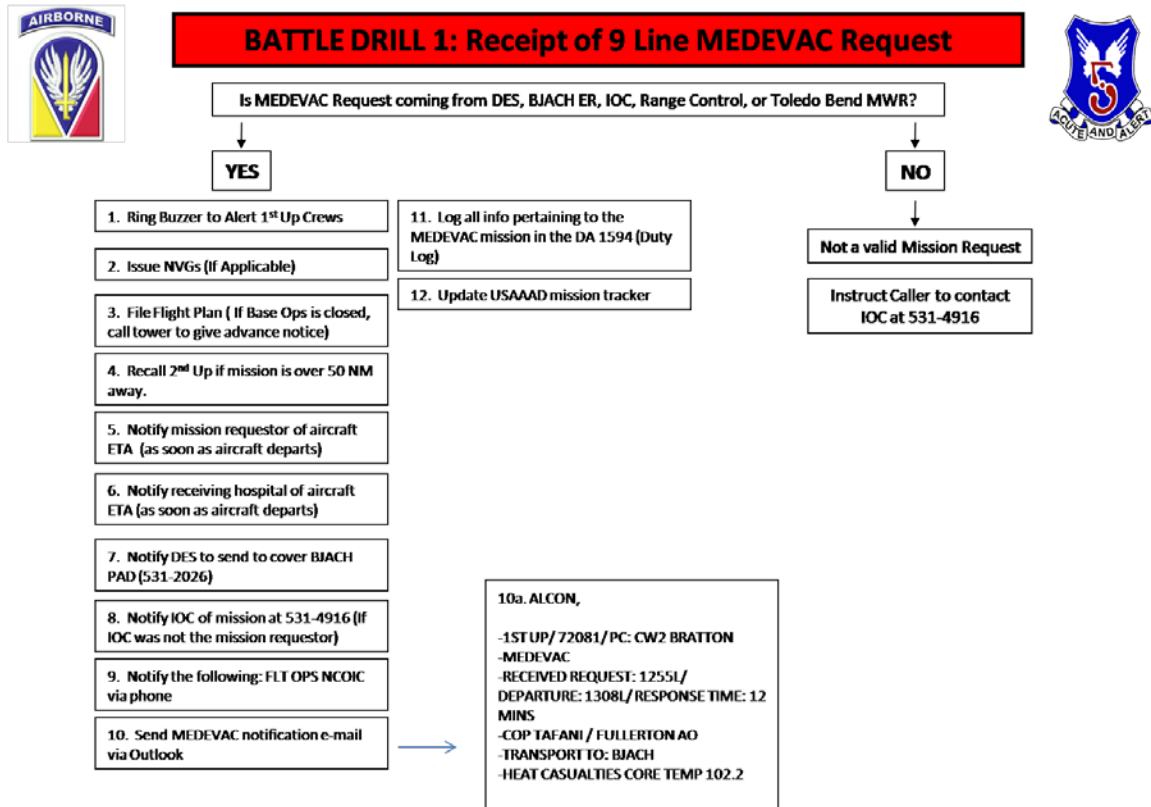 AIRBORNE
BATTLE DRILL 1: Receipt of 9 Line MEDEVAC Request
5
ACUTE AND ALERT
Is MEDEVAC Request coming from DES, BJACH ER, IOC, Range Control, or Toledo Bend MWR?
YES
NO
1. Ring Buzzer to Alert 1st Up Crews
2. Issue NVGs (If Applicable)
3. File Flight Plan ( If Base Ops is closed,
call tower to give advance notice)
4. Recall 2nd Up if mission is over 50 NM
away.
5. Notify mission requestor of aircraft
ETA (as soon as aircraft departs)
6. Notify receiving hospital of aircraft
ETA (as soon as aircraft departs)
7. Notify DES to send to cover BJACH
PAD (531-2026)
8. Notify IOC of mission at 531-4916 (If
IOC was not the mission requestor)
9. Notify the following: FLT OPS NCOIC
via phone
10. Send MEDEVAC notification e-mail
via Outlook
11. Log all info pertaining to the
MEDEVAC mission in the DA 1594 (Duty
Log)
12. Update USAAAD mission tracker
Not a valid Mission Request
Instruct Caller to contact
IOC at 531-4916
10a. ALCON,
-1ST UP/ 72081/ PC: CW2 BRATTON
-MEDEVAC
-RECEIVED REQUEST: 1255L/
DEPARTURE: 1308L/ RESPONSE TIME: 12
MINS
-COP TAFANI / FULLERTON AO
-TRANSPORT TO: BJACH
-HEAT CASUALTIES CORE TEMP 102.2